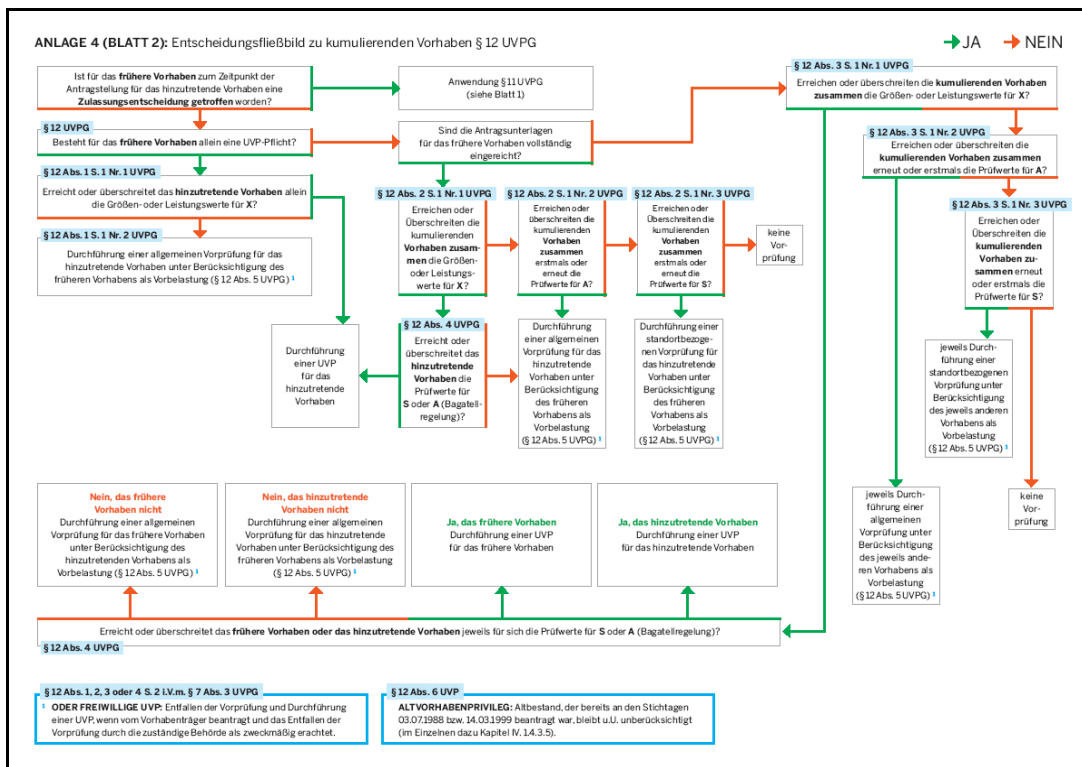 ANLAGE 4 (BLATT 2): Entscheidungsfließbild zu kumulierenden Vorhaben § 12 UVPG
JA
NEIN
Ist für das frühere Vorhaben zum Zeitpunkt der
Antragstellung für das hinzutretende Vorhaben eine
Zulassungsentscheidung getroffen worden?
Anwendung §11 UVPG
(siehe Blatt 1)
§ 12 Abs. 3 S. 1 Nr. 1 UVPG
Erreichen oder überschreiten die kumulierenden Vorhaben
zusammen die Größen- oder Leistungswerte für X?
§ 12 UVPG
Besteht für das frühere Vorhaben allein eine UVP-Pflicht?
Sind die Antragsunterlagen
für das frühere Vorhaben vollständig
eingereicht?
§ 12 Abs. 3 S. 1 Nr. 2 UVPG
Erreichen oder überschreiten die
kumulierenden Vorhaben zusammen
erneut oder erstmals die Prüfwerte für A?
§ 12 Abs. 1 S. 1 Nr. 1 UVPG
Erreicht oder überschreitet das hinzutretende Vorhaben allein
die Größen- oder Leistungswerte für X?
§ 12 Abs. 1 S. 1 Nr. 2 UVPG
Durchführung einer allgemeinen Vorprüfung für das
hinzutretende Vorhaben unter Berücksichtigung des
früheren Vorhabens als Vorbelastung (§ 12 Abs. 5 UVPG) ¹
§ 12 Abs. 2 S. 1 Nr. 1 UVPG
Erreichen oder
Überschreiten die
kumulierenden
Vorhaben zusam-
men die Größen-
oder Leistungs-
werte für X?
§ 12 Abs. 2 S. 1 Nr. 2 UVPG
Erreichen oder
überschreiten die
kumulierenden
Vorhaben
zusammen
erstmals oder
erneut die
Prüfwerte für A?
§ 12 Abs. 2 S. 1 Nr. 3 UVPG
Erreichen oder
überschreiten die
kumulierenden
Vorhaben
zusammen
erstmals oder
erneut die
Prüfwerte für S?
keine
Vor-
prüfung
§ 12 Abs. 3 S. 1 Nr. 3 UVPG
Erreichen oder
Überschreiten die
kumulierenden
Vorhaben zu-
sammen erneut
oder erstmals die
Prüfwerte für S?
Durchführung
einer UVP
für das
hinzutretende
Vorhaben
§ 12 Abs. 4 UVPG
Erreicht oder
überschreitet das
hinzutretende
Vorhaben die
Prüfwerte für
S oder A (Bagatell-
regelung)?
Durchführung
einer allgemeinen
Vorprüfung für das
hinzutretende
Vorhaben unter
Berücksichtigung
des früheren
Vorhabens als
Vorbelastung
(§ 12 Abs. 5 UVPG) ¹
Durchführung einer
standortbezoge-
nen Vorprüfung für
das hinzutretende
Vorhaben unter
Berücksichtigung
des früheren
Vorhabens als
Vorbelastung
(§ 12 Abs. 5 UVPG) ¹
jeweils Durch-
führung einer
standortbezogenen
Vorprüfung unter
Berücksichtigung
des jeweils anderen
Vorhabens als
Vorbelastung
(§ 12 Abs. 5 UVPG) ¹
jeweils Durch-
führung einer
allgemeinen
Vorprüfung unter
Berücksichtigung
des jeweils ande-
ren Vorhabens als
Vorbelastung
(§ 12 Abs. 5 UVPG) ¹
keine
Vor-
prüfung
Nein, das frühere
Vorhaben nicht
Durchführung einer allgemeinen
Vorprüfung für das frühere Vorhaben
unter Berücksichtigung des
hinzutretenden Vorhabens als
Vorbelastung (§ 12 Abs. 5 UVPG) ¹
Nein, das hinzutretende
Vorhaben nicht
Durchführung einer allgemeinen
Vorprüfung für das hinzutretende
Vorhaben unter Berücksichtigung des
früheren Vorhabens als Vorbelastung
(§ 12 Abs. 5 UVPG) ¹
Ja, das frühere Vorhaben
Durchführung einer UVP
für das frühere Vorhaben
Ja, das hinzutretende Vorhaben
Durchführung einer UVP
für das hinzutretende Vorhaben
Erreicht oder überschreitet das frühere Vorhaben oder das hinzutretende Vorhaben jeweils für sich die Prüfwerte für S oder A (Bagatellregelung)?
§ 12 Abs. 4 UVPG
§ 12 Abs. 1, 2, 3 oder 4 S. 2 i.V.m. § 7 Abs. 3 UVPG
¹ ODER FREIWILLIGE UVP: Entfallen der Vorprüfung und Durchführung
einer UVP, wenn vom Vorhabenträger beantragt und das Entfallen der
Vorprüfung durch die zuständige Behörde als zweckmäßig erachtet.
§ 12 Abs. 6 UVP
ALTVORHABENPRIVILEG: Altbestand, der bereits an den Stichtagen
03.07.1988 bzw. 14.03.1999 beantragt war, bleibt u.U. unberücksichtigt
(im Einzelnen dazu Kapitel IV. 1.4.3.5).